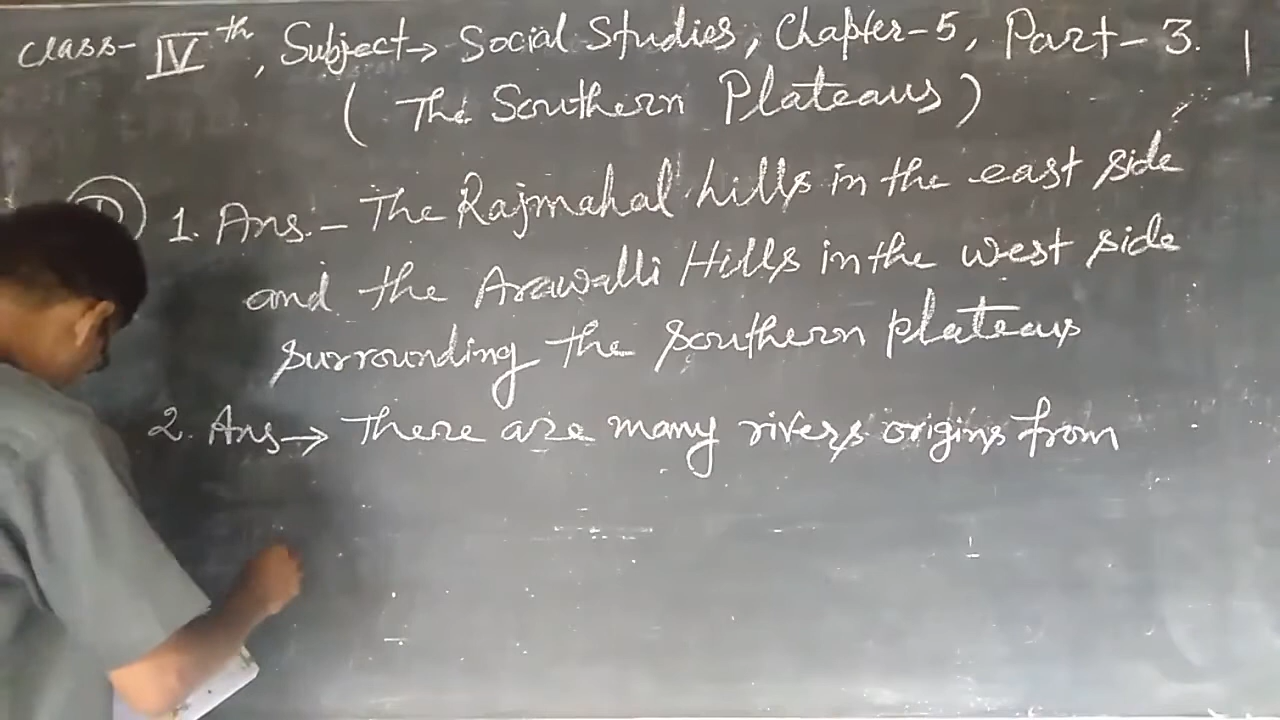 Class- IVth, Subject→ Social Studies, Chapter-5, Part-3.
( The Southern Plateaus )
1. Ans:- The Rajmahal hills in the east side
and the Arawalli Hills in the west side
surrounding the southern plateaus
2. Ans→ There are many rivers origins from